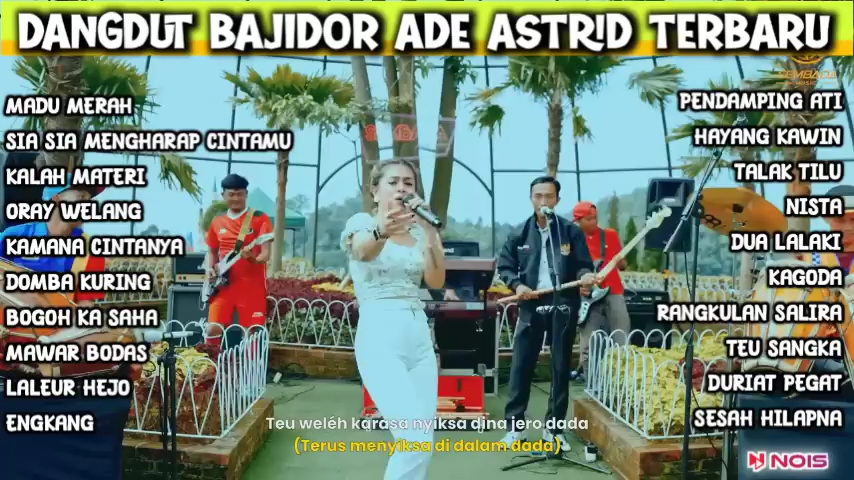 DANGDUT BAJIDOR ADE ASTRID TERBARU
MADU MERAH
SIA SIA MENGHARAP CINTAMU
KALAH MATERI
ORAY WELANG
KAMANA CINTANYA
DOMBA KURING
BOGOH KA SAHA
MAWAR BODAS
LALEUR HEJO
ENGKANG
PENDAMPING ATI
HAYANG KAWIN
TALAK TILU
NISTA
DUA LALAKI
KAGODA
RANGKULAN SALIRA
TEU SANGKA
DURIAT PEGAT
SESAH HILAPNA
Teu weléh karasa nyiksa dina jero dada
(Terus menyiksa di dalam dada)
NOIS